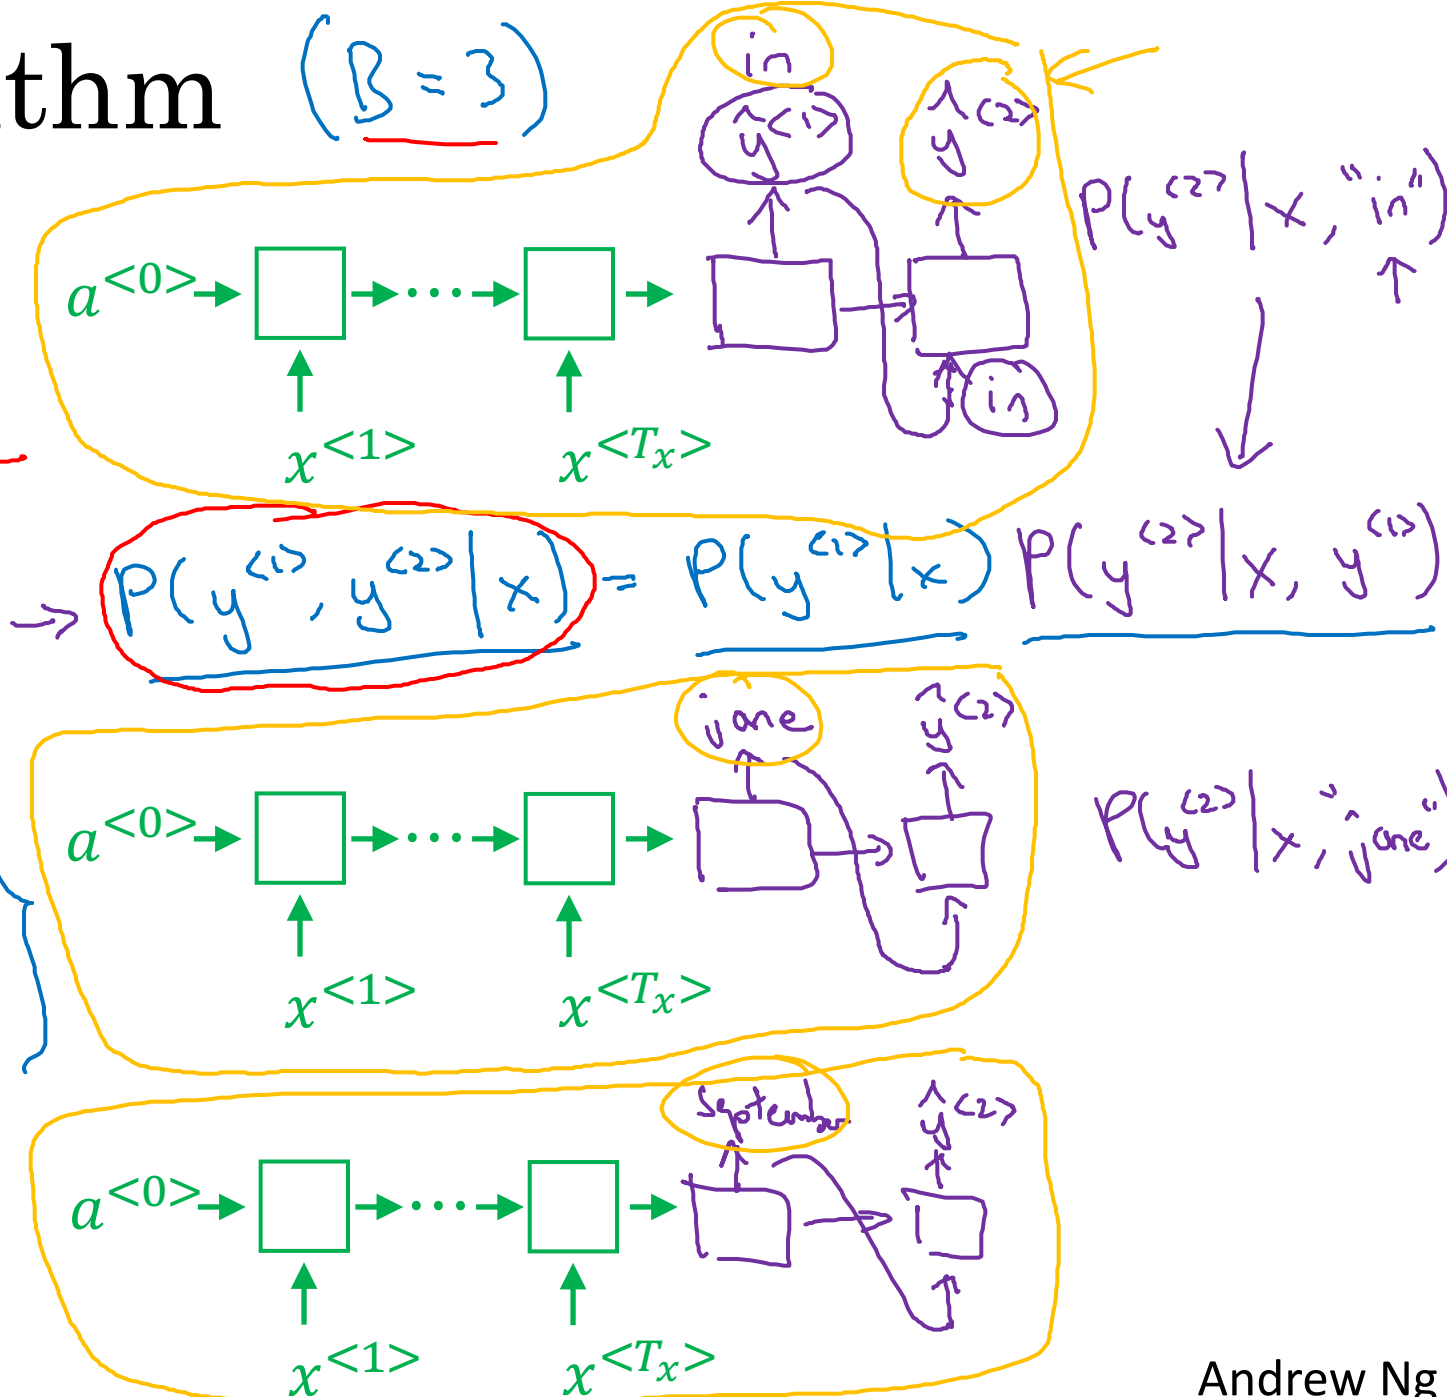 ithm (B = 3)
in
ŷ<1> ŷ<2>
P(y<2> | x, "in")
a<0> ...
in
x<1> x<Tx>
P(y<1>, y<2> | x) = P(y<1> | x) P(y<2> | x, y<1>)
jane ŷ<2>
a<0> ... P(y<2> | x, "jane")
x<1> x<Tx>
september ŷ<2>
a<0> ...
x<1> x<Tx>
Andrew Ng